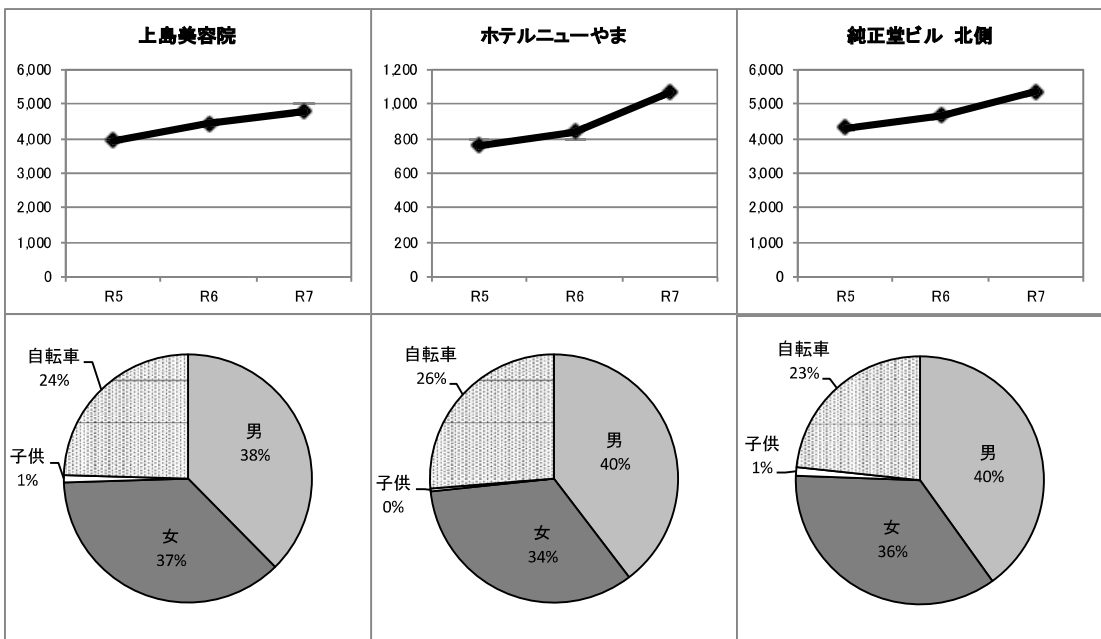 上島美容院
6,000
5,000
4,000
3,000
2,000
1,000
0
R5 R6 R7
ホテルニューやま
1,200
1,000
800
600
400
200
0
R5 R6 R7
純正堂ビル 北側
6,000
5,000
4,000
3,000
2,000
1,000
0
R5 R6 R7
自転車
24%
男
38%
子供
1%
女
37%
自転車
26%
男
40%
子供
0%
女
34%
自転車
23%
男
40%
子供
1%
女
36%